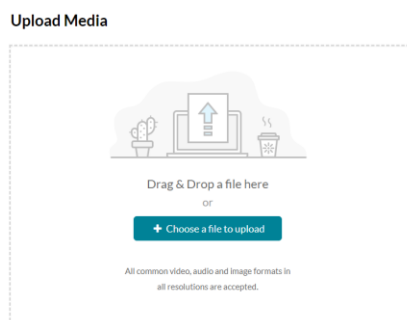 Upload Media
Drag & Drop a file here
or
+ Choose a file to upload
All common video, audio and image formats in
all resolutions are accepted.